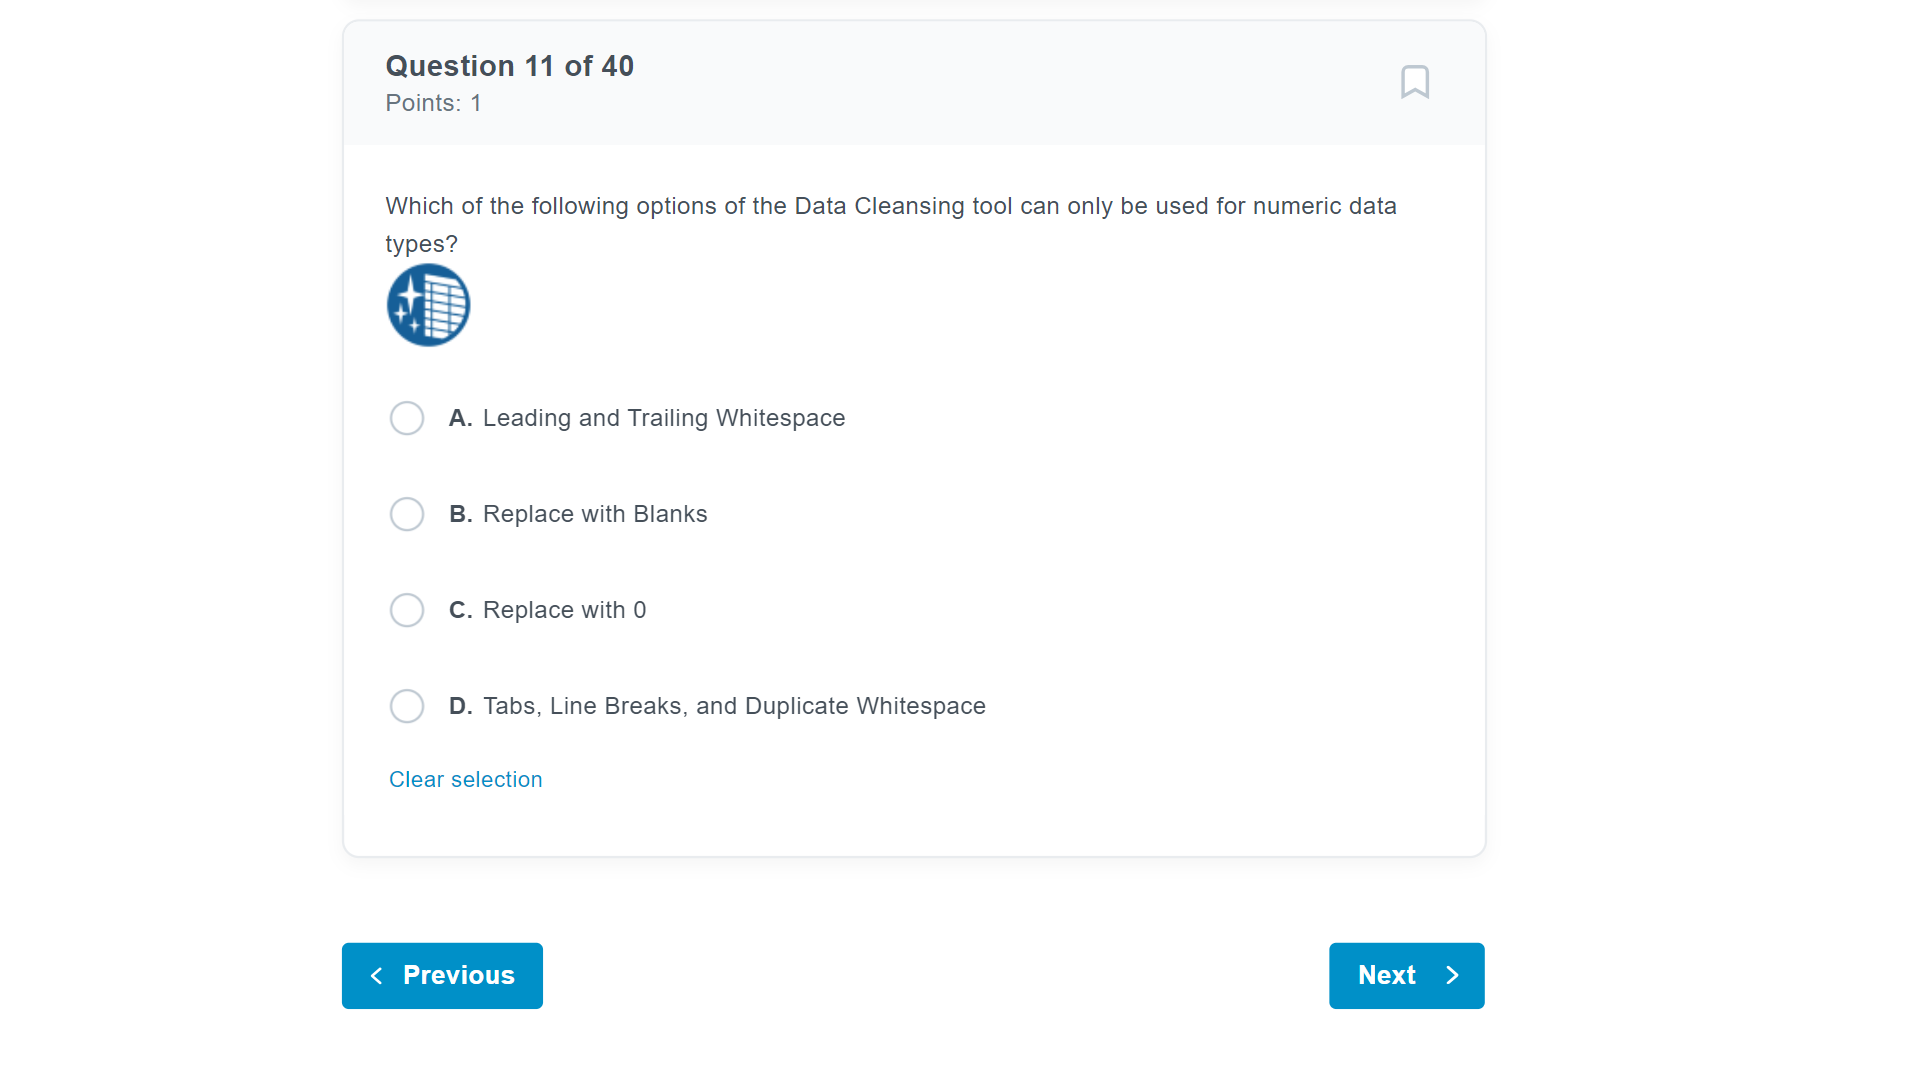 Question 11 of 40
Points: 1
Which of the following options of the Data Cleansing tool can only be used for numeric data
types?
A. Leading and Trailing Whitespace
B. Replace with Blanks
C. Replace with 0
D. Tabs, Line Breaks, and Duplicate Whitespace
Clear selection
Previous
Next